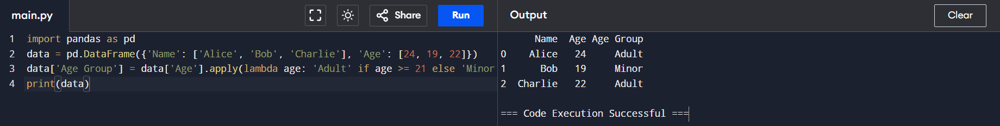 main.py
Share
Run
Output
Clear
1 import pandas as pd
2 data = pd.DataFrame({'Name': ['Alice', 'Bob', 'Charlie'], 'Age': [24, 19, 22]})
3 data['Age Group'] = data['Age'].apply(lambda age: 'Adult' if age >= 21 else 'Minor
4 print(data)
Name Age Age Group
0 Alice 24 Adult
1 Bob 19 Minor
2 Charlie 22 Adult
=== Code Execution Successful ===